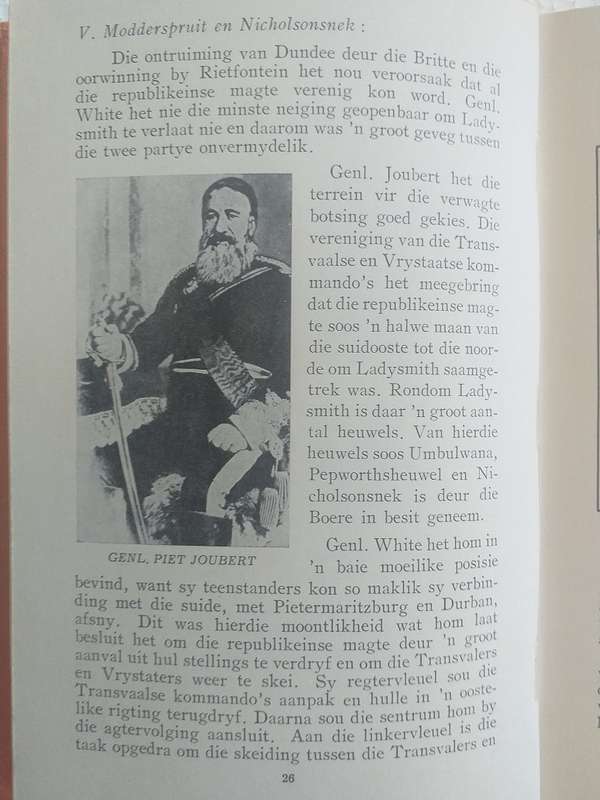 V. Modderspruit en Nicholsonsnek :
Die ontruiming van Dundee deur die Britte en die
oorwinning by Rietfontein het nou veroorsaak dat al
die republikeinse magte verenig kon word. Genl.
White het nie die minste neiging geopenbaar om Lady-
smith te verlaat nie en daarom was 'n groot geveg tussen
die twee partye onvermydelik.
Genl. Joubert het die
terrein vir die verwagte
botsing goed gekies. Die
vereniging van die Trans-
vaalse en Vrystaatse kom-
mando's het meegebring
dat die republikeinse mag-
te soos 'n halwe maan van
die suidooste tot die noor-
de om Ladysmith saamge-
trek was. Rondom Lady-
smith is daar 'n groot aan-
tal heuwels. Van hierdie
heuwels soos Umbulwana,
Pepworthsheuwel en Ni-
cholsonsnek is deur die
Boere in besit geneem.
GENL. PIET JOUBERT
Genl. White het hom in
'n baie moeilike posisie
bevind, want sy teenstanders kon so maklik sy verbin-
ding met die suide, met Pietermaritzburg en Durban,
afsny. Dit was hierdie moontlikheid wat hom laat
besluit het om die republikeinse magte deur 'n groot
aanval uit hul stellings te verdryf en om die Transvalers
en Vrystaters weer te skei. Sy regtervleuel sou die
Transvaalse kommando's aanpak en hulle in 'n ooste-
like rigting terugdryf. Daarna sou die sentrum hom by
die agtervolging aansluit. Aan die linkervleuel is die
taak opgedra om die skeiding tussen die Transvalers en
26